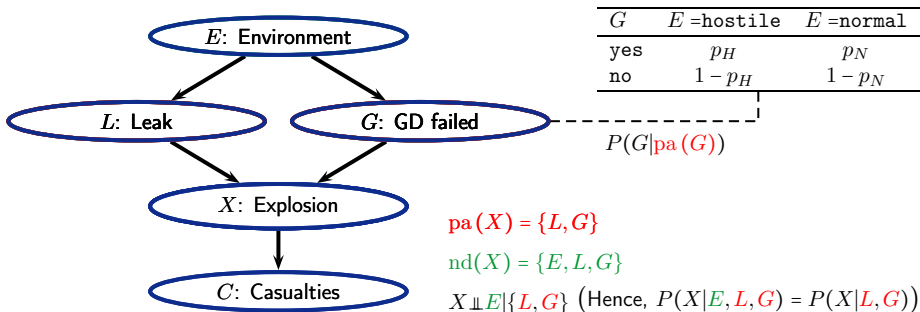 E: Environment
L: Leak
G: GD failed
X: Explosion
C: Casualties
G E =hostile E =normal
yes p_H p_N
no 1 − p_H 1 − p_N
P(G|pa (G))
pa (X) = {L, G}
nd(X) = {E, L, G}
X ⫫ E|{L, G} (Hence, P(X|E, L, G) = P(X|L, G))